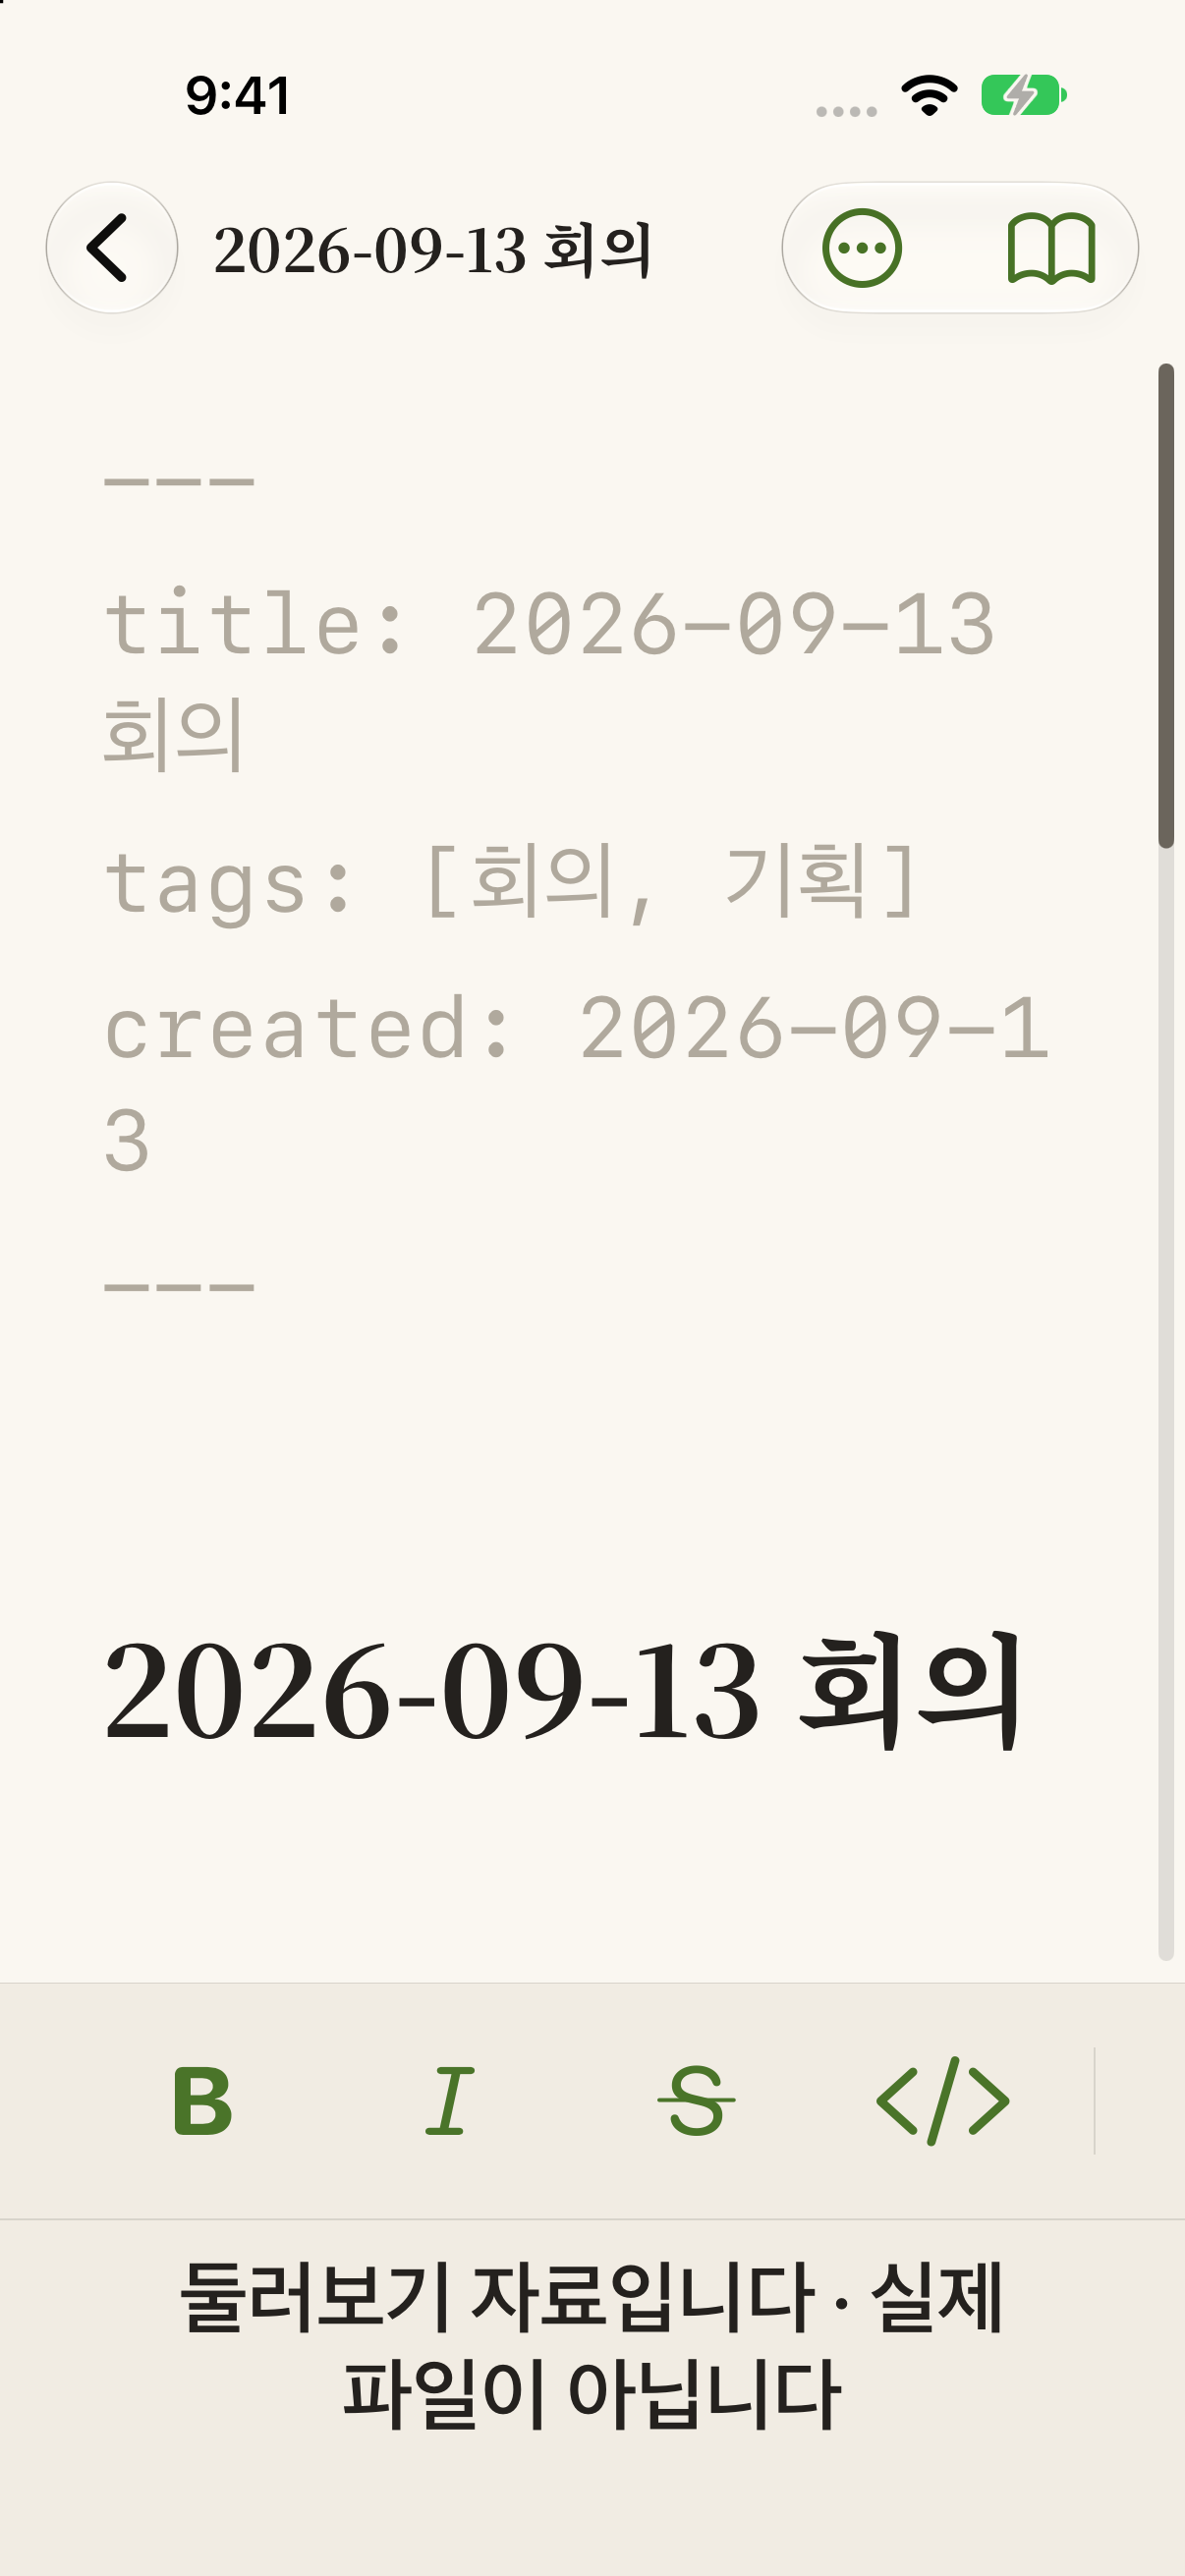 9:41
2026-09-13 회의
---
title: 2026-09-13
회의
tags: [회의, 기획]
created: 2026-09-1
3
---
2026-09-13 회의
B I S </>
둘러보기 자료입니다 · 실제
파일이 아닙니다